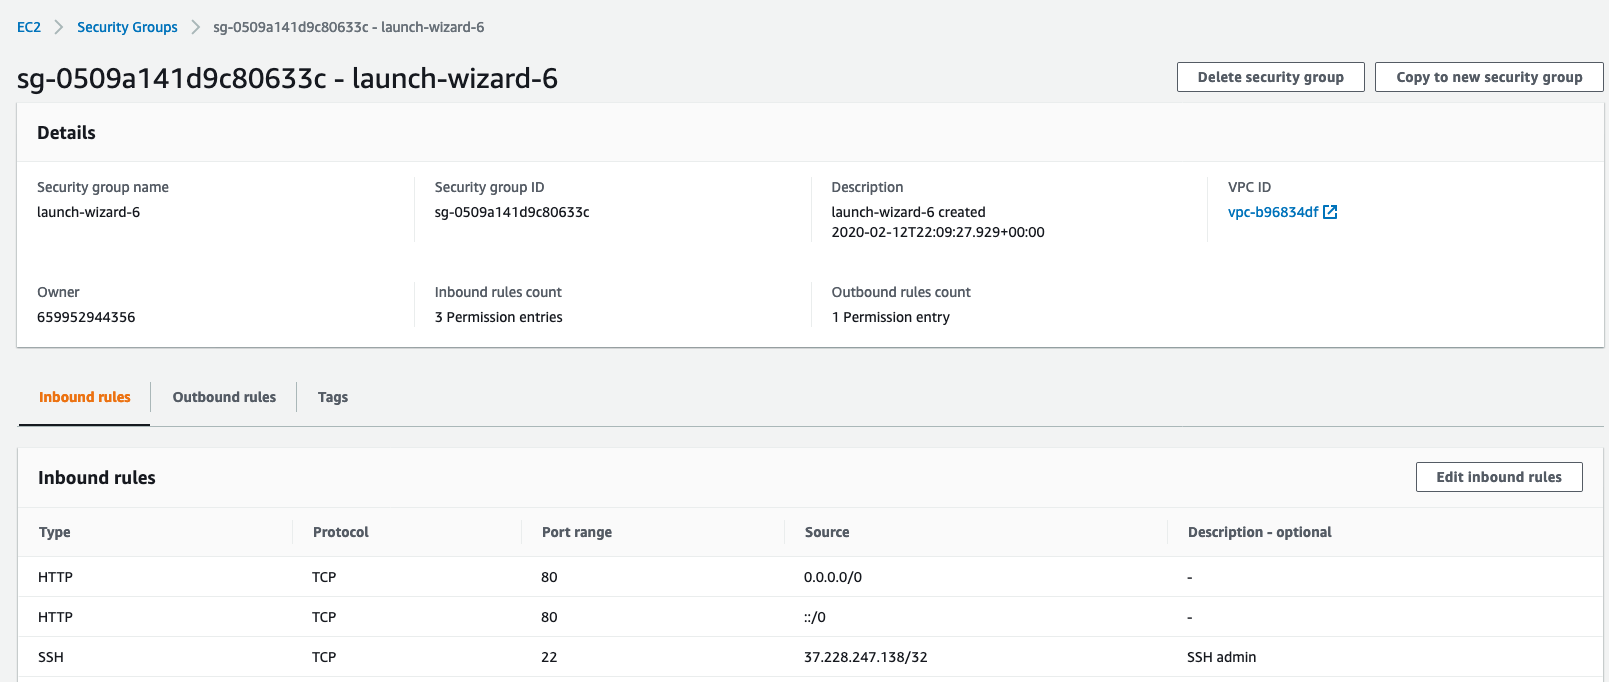 EC2 > Security Groups > sg-0509a141d9c80633c - launch-wizard-6
sg-0509a141d9c80633c - launch-wizard-6
Delete security group
Copy to new security group
Details
Security group name
launch-wizard-6
Security group ID
sg-0509a141d9c80633c
Description
launch-wizard-6 created
2020-02-12T22:09:27.929+00:00
VPC ID
vpc-b96834df
Owner
659952944356
Inbound rules count
3 Permission entries
Outbound rules count
1 Permission entry
Inbound rules Outbound rules Tags
Inbound rules
Edit inbound rules
Type Protocol Port range Source Description - optional
HTTP TCP 80 0.0.0.0/0 -
HTTP TCP 80 ::/0 -
SSH TCP 22 37.228.247.138/32 SSH admin